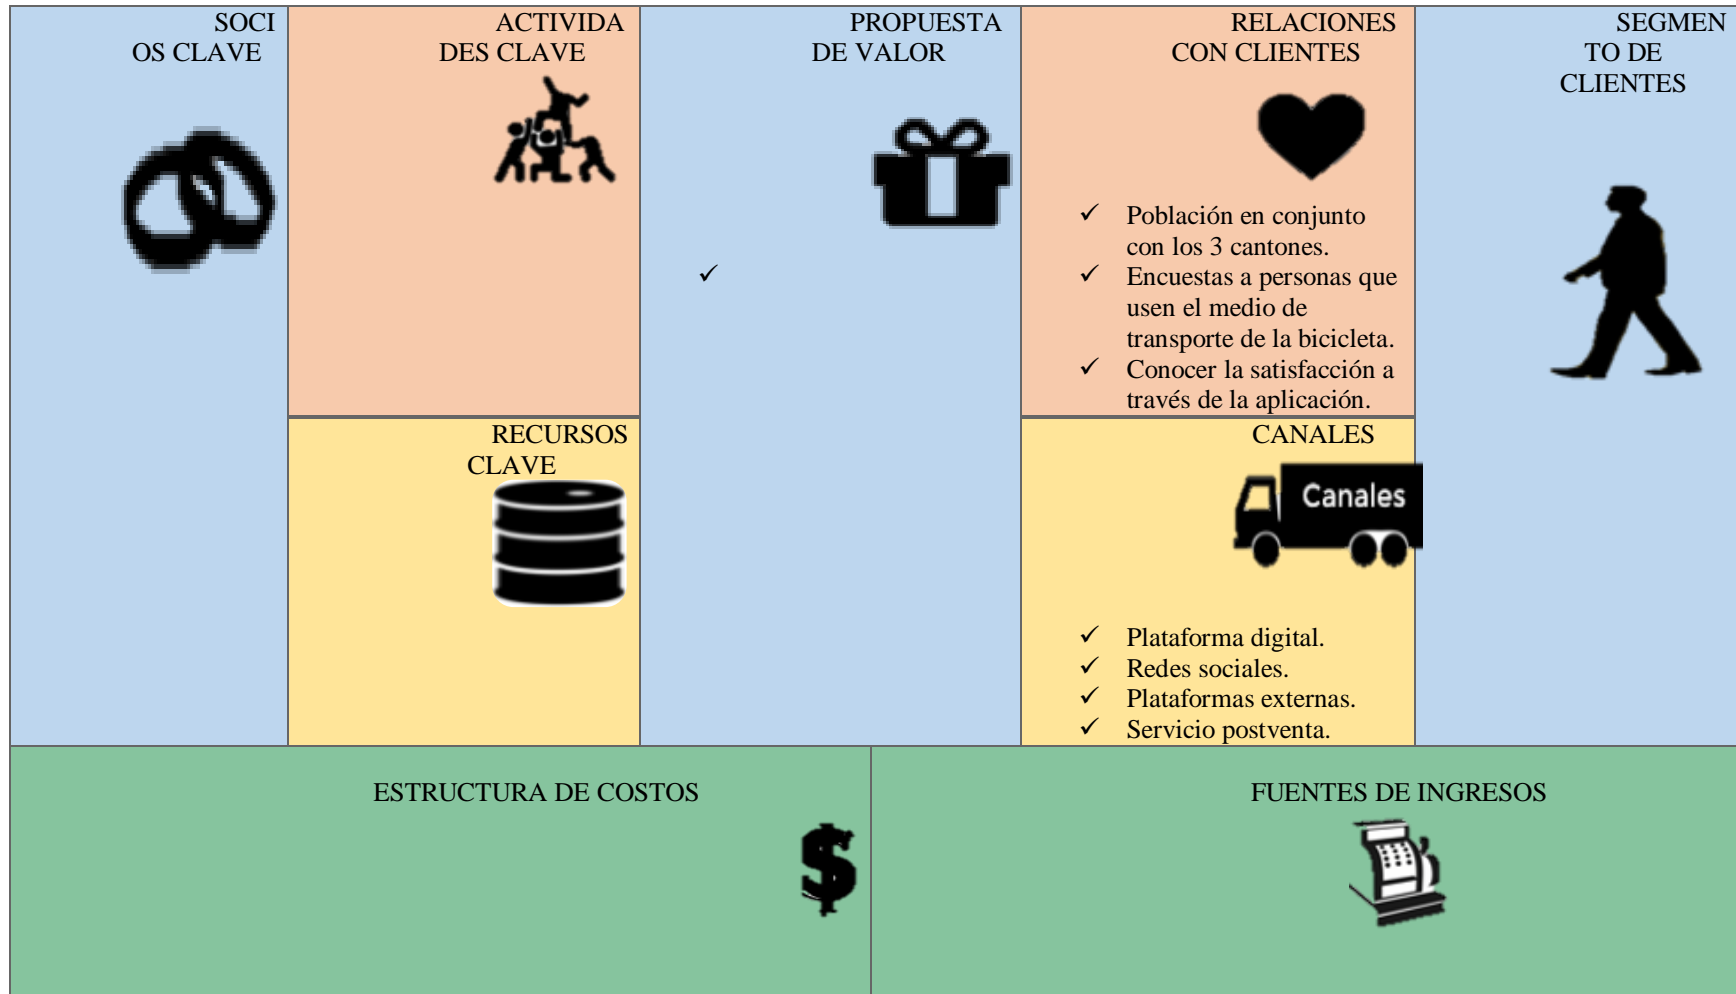 SOCI
OS CLAVE
ACTIVIDA
DES CLAVE
PROPUESTA
DE VALOR
✓
RELACIONES
CON CLIENTES
✓ Población en conjunto
con los 3 cantones.
✓ Encuestas a personas que
usen el medio de
transporte de la bicicleta.
✓ Conocer la satisfacción a
través de la aplicación.
SEGMEN
TO DE
CLIENTES
RECURSOS
CLAVE
CANALES
Canales
✓ Plataforma digital.
✓ Redes sociales.
✓ Plataformas externas.
✓ Servicio postventa.
ESTRUCTURA DE COSTOS
$
FUENTES DE INGRESOS